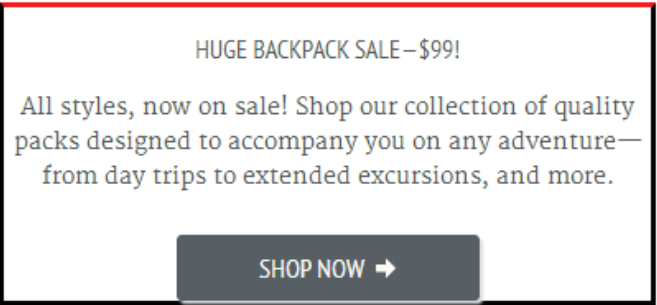 HUGE BACKPACK SALE—$99!
All styles, now on sale! Shop our collection of quality
packs designed to accompany you on any adventure—
from day trips to extended excursions, and more.
SHOP NOW ➡